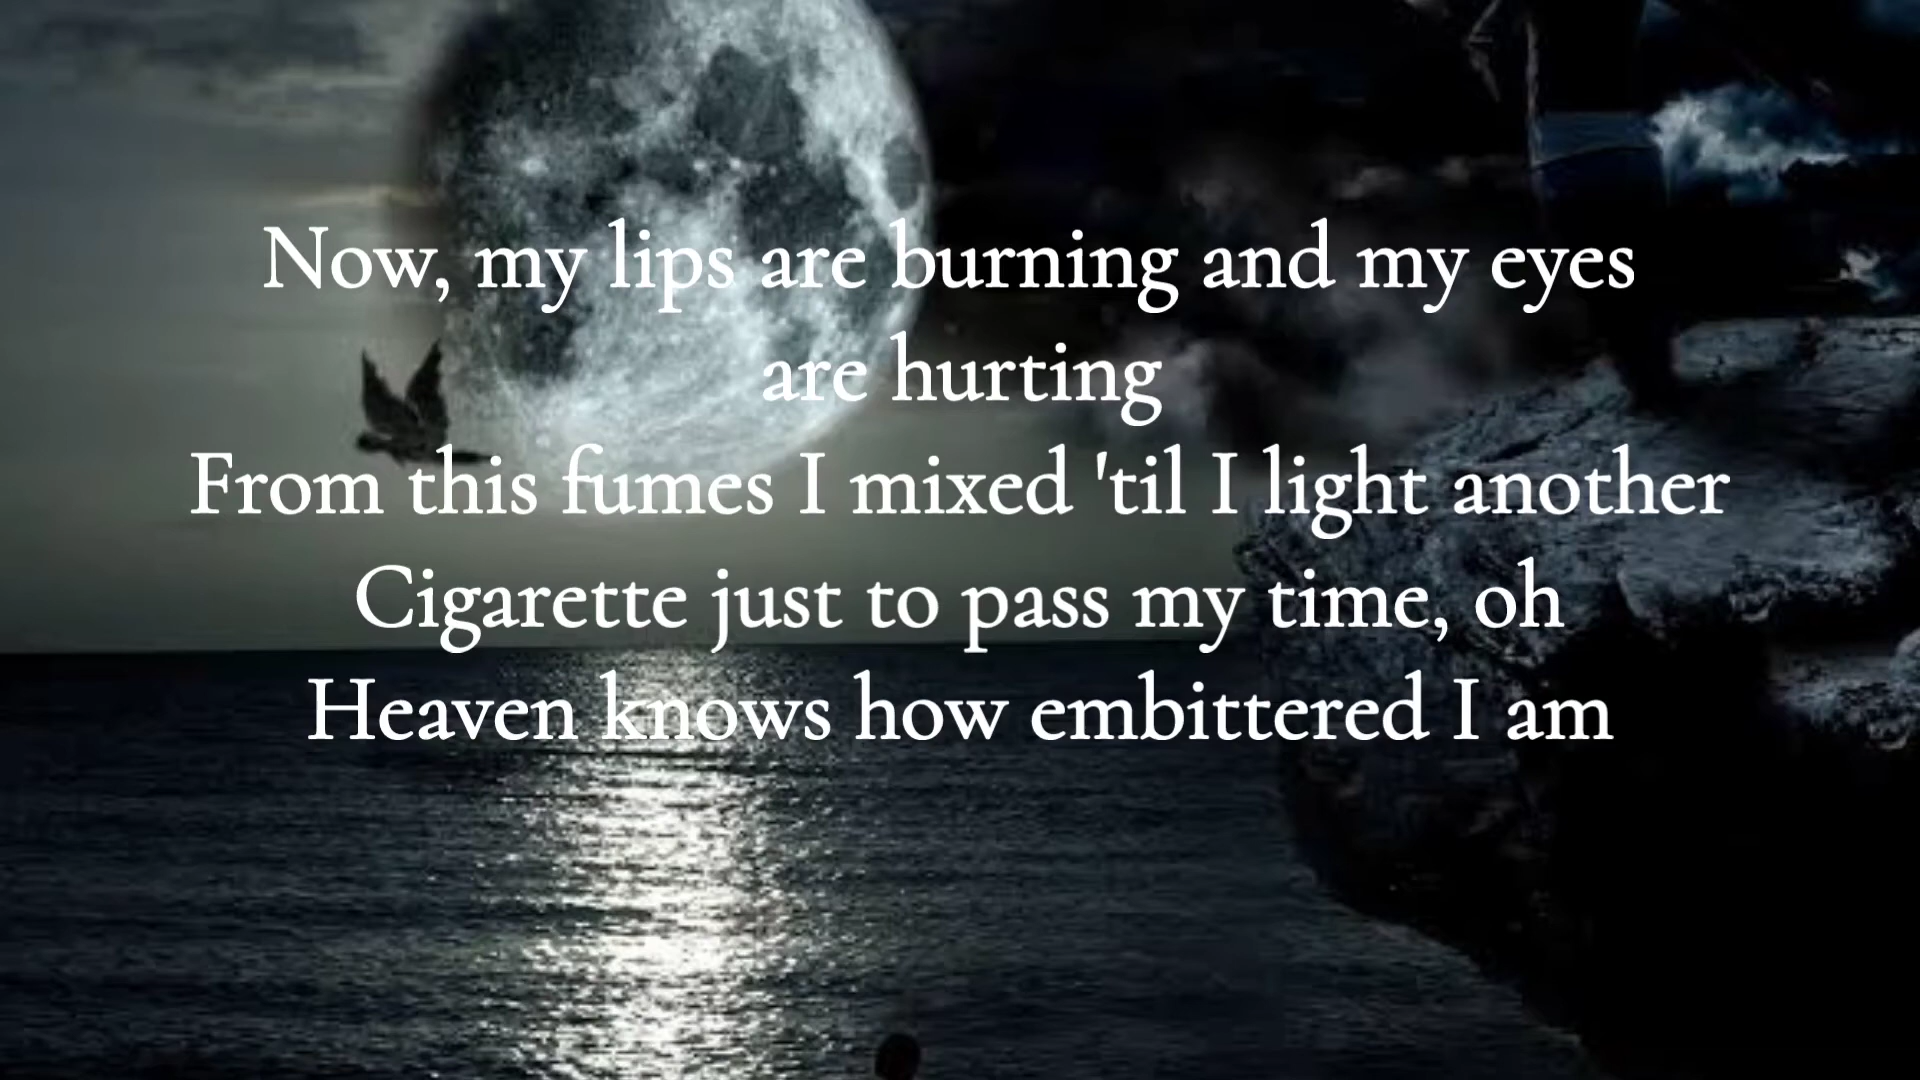 Now, my lips are burning and my eyes
are hurting
From this fumes I mixed 'til I light another
Cigarette just to pass my time, oh
Heaven knows how embittered I am